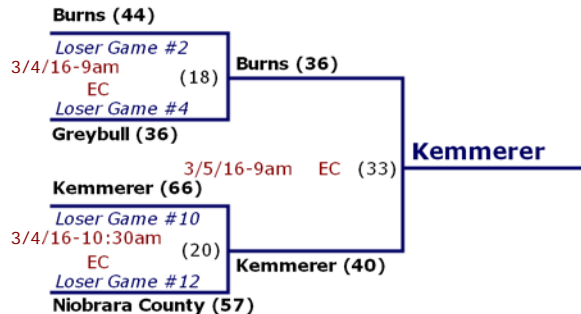 Burns (44)
Loser Game #2
3/4/16-9am
(18)
EC
Burns (36)
Loser Game #4
Greybull (36)
3/5/16-9am EC (33)
Kemmerer
Kemmerer (66)
Loser Game #10
3/4/16-10:30am
(20)
EC
Kemmerer (40)
Loser Game #12
Niobrara County (57)